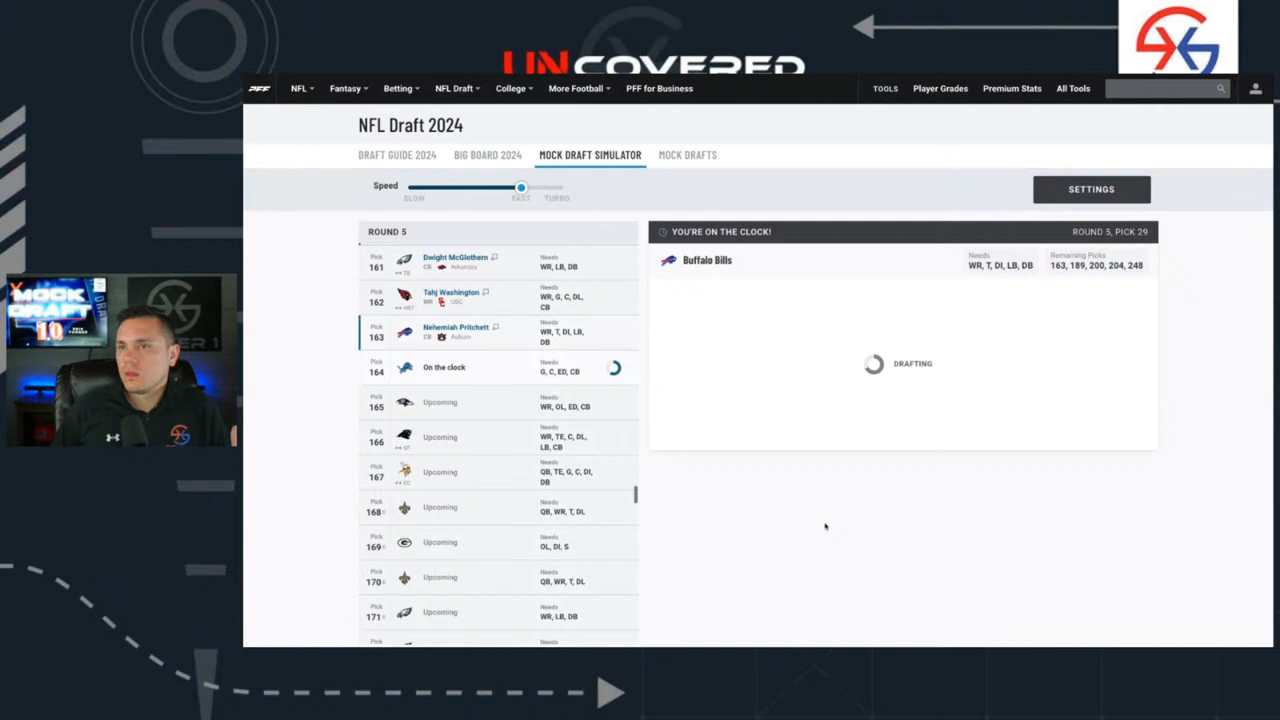 UNCOVERED
PFF
NFL
Fantasy
Betting
NFL Draft
College
More Football
PFF for Business
TOOLS
Player Grades
Premium Stats
All Tools
NFL Draft 2024
DRAFT GUIDE 2024
BIG BOARD 2024
MOCK DRAFT SIMULATOR
MOCK DRAFTS
Speed
SLOW
FAST
TURBO
SETTINGS
ROUND 5
Pick
161
Dwight McGlothern
CB Arkansas
Needs
WR, LB, DB
Pick
162
Tahj Washington
WR USC
Needs
WR, G, C, DL,
CB
Pick
163
Nehemiah Pritchett
CB Auburn
Needs
WR, T, DI, LB,
DB
Pick
164
On the clock
Needs
G, C, ED, CB
Pick
165
Upcoming
Needs
WR, OL, ED, CB
Pick
166
Upcoming
Needs
WR, TE, C, DL,
LB, CB
Pick
167
Upcoming
Needs
QB, TE, G, C, DI,
DB
Pick
168
Upcoming
Needs
QB, WR, T, DL
Pick
169
Upcoming
Needs
OL, DI, S
Pick
170
Upcoming
Needs
QB, WR, T, DL
Pick
171
Upcoming
Needs
WR, LB, DB
Pick
YOU'RE ON THE CLOCK!
ROUND 5, PICK 29
Buffalo Bills
Needs
WR, T, DI, LB, DB
Remaining Picks
163, 189, 200, 204, 248
DRAFTING
MOCK
DRAFT
1.0